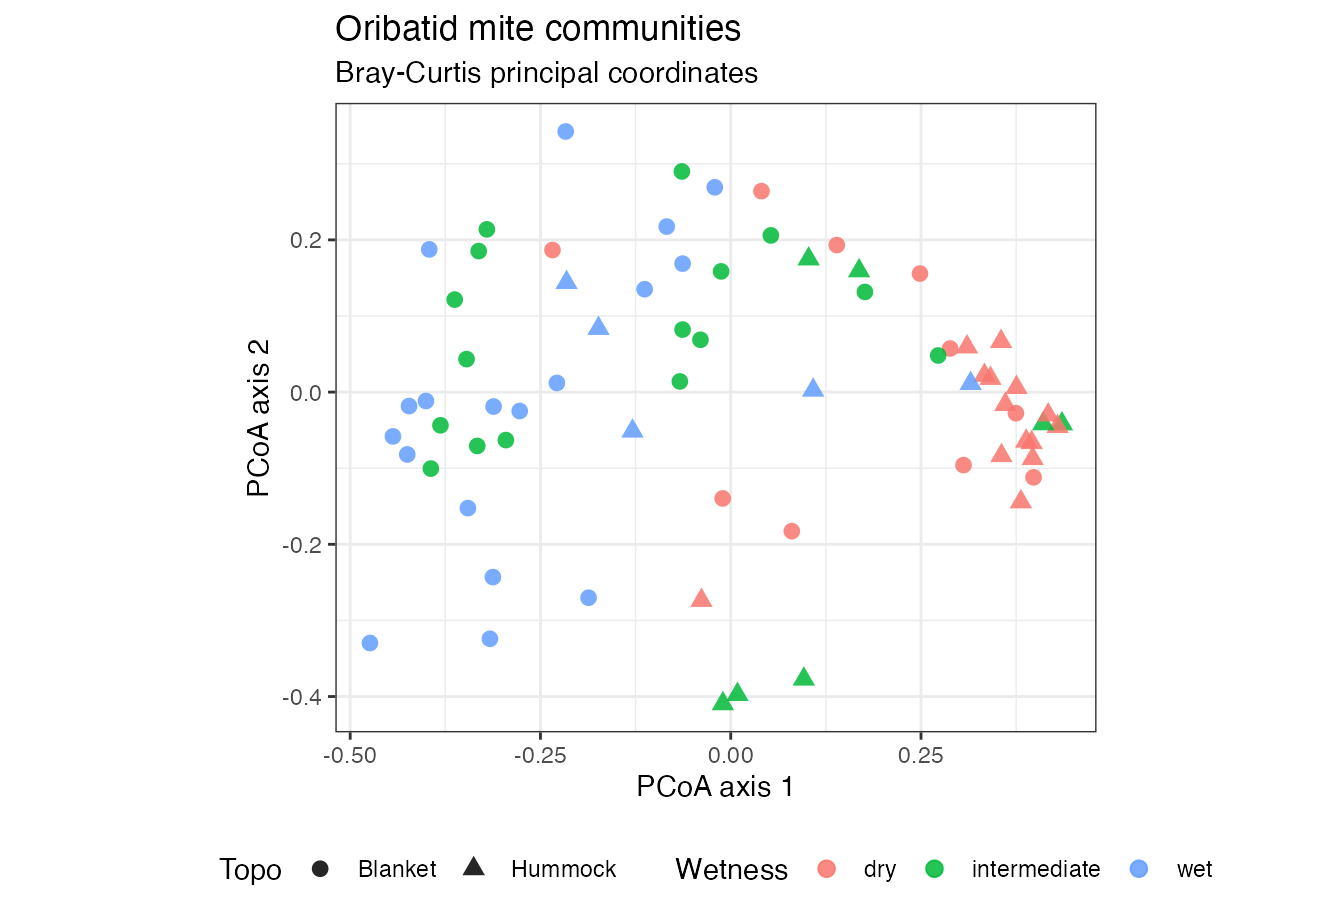 Oribatid mite communities
Bray-Curtis principal coordinates
PCoA axis 2
0.2
0.0
-0.2
-0.4
-0.50 -0.25 0.00 0.25
PCoA axis 1
Topo Blanket Hummock Wetness dry intermediate wet